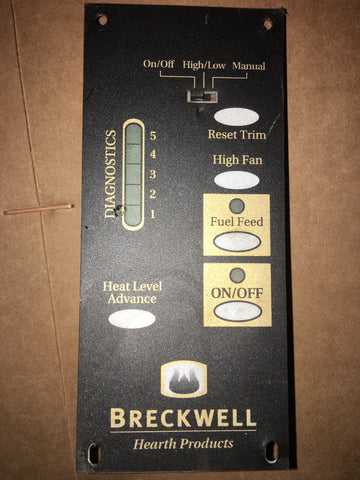 On/Off High/Low Manual
Reset Trim
High Fan
DIAGNOSTICS
5
4
3
2
1
Fuel Feed
Heat Level
Advance
ON/OFF
BRECKWELL
Hearth Products